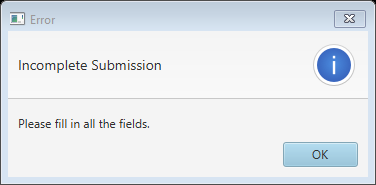 Error
Incomplete Submission
Please fill in all the fields.
OK